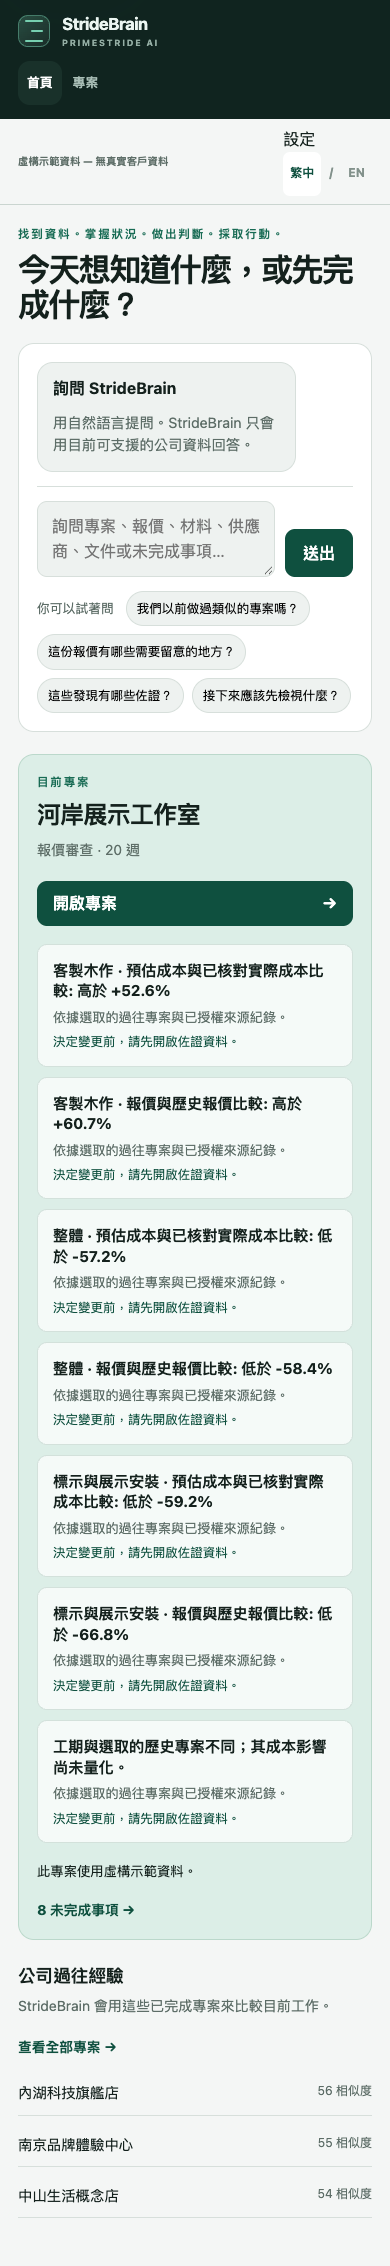 StrideBrain
PRIMESTRIDE AI
首頁 專案
虛構示範資料 — 無真實客戶資料
設定
繁中 / EN
找到資料。掌握狀況。做出判斷。採取行動。
今天想知道什麼，或先完
成什麼？
詢問 StrideBrain
用自然語言提問。StrideBrain 只會
用目前可支援的公司資料回答。
詢問專案、報價、材料、供應
商、文件或未完成事項...
送出
你可以試著問 我們以前做過類似的專案嗎？
這份報價有哪些需要留意的地方？
這些發現有哪些佐證？ 接下來應該先檢視什麼？
目前專案
河岸展示工作室
報價審查 · 20 週
開啟專案 →
客製木作 · 預估成本與已核對實際成本比
較: 高於 +52.6%
依據選取的過往專案與已授權來源紀錄。
決定變更前，請先開啟佐證資料。
客製木作 · 報價與歷史報價比較: 高於
+60.7%
依據選取的過往專案與已授權來源紀錄。
決定變更前，請先開啟佐證資料。
整體 · 預估成本與已核對實際成本比較: 低
於 -57.2%
依據選取的過往專案與已授權來源紀錄。
決定變更前，請先開啟佐證資料。
整體 · 報價與歷史報價比較: 低於 -58.4%
依據選取的過往專案與已授權來源紀錄。
決定變更前，請先開啟佐證資料。
標示與展示安裝 · 預估成本與已核對實際
成本比較: 低於 -59.2%
依據選取的過往專案與已授權來源紀錄。
決定變更前，請先開啟佐證資料。
標示與展示安裝 · 報價與歷史報價比較: 低
於 -66.8%
依據選取的過往專案與已授權來源紀錄。
決定變更前，請先開啟佐證資料。
工期與選取的歷史專案不同；其成本影響
尚未量化。
依據選取的過往專案與已授權來源紀錄。
決定變更前，請先開啟佐證資料。
此專案使用虛構示範資料。
8 未完成事項 →
公司過往經驗
StrideBrain 會用這些已完成專案來比較目前工作。
查看全部專案 →
內湖科技旗艦店 56 相似度
南京品牌體驗中心 55 相似度
中山生活概念店 54 相似度